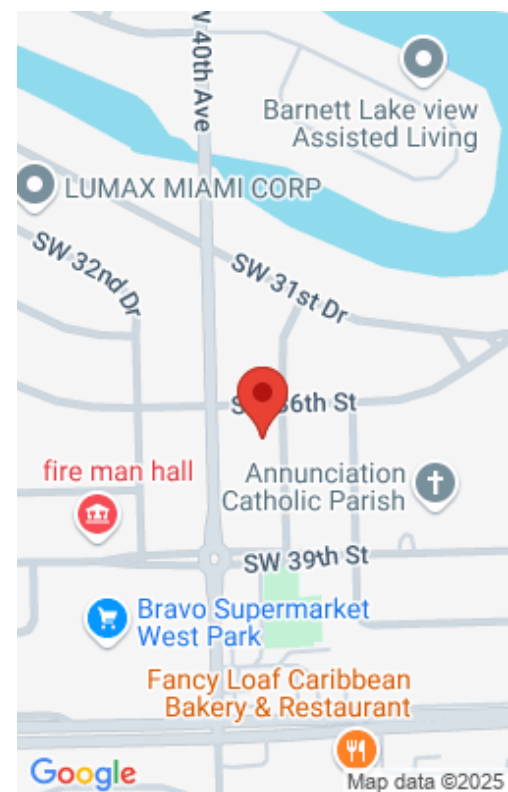 W 40th Ave
Barnett Lake view
Assisted Living
LUMAX MIAMI CORP
SW 32nd Dr
SW 31st Dr
36th St
fire man hall
Annunciation
Catholic Parish
SW 39th St
Bravo Supermarket
West Park
Fancy Loaf Caribbean
Bakery & Restaurant
Google
Map data ©2025